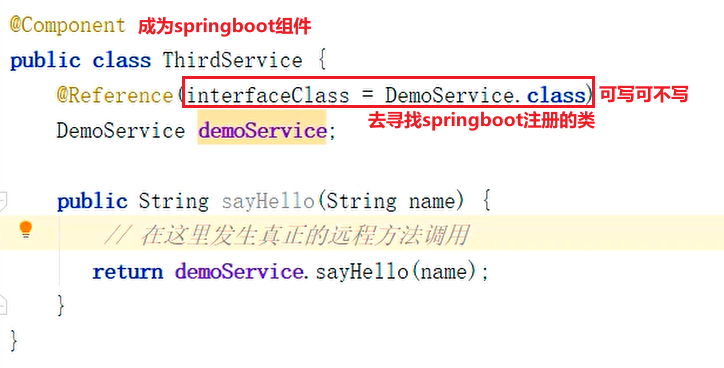 @Component 成为springboot组件
public class ThirdService {
@Reference(interfaceClass = DemoService.class) 可写可不写
去寻找springboot注册的类
DemoService demoService;
public String sayHello(String name) {
// 在这里发生真正的远程方法调用
return demoService.sayHello(name);
}
}